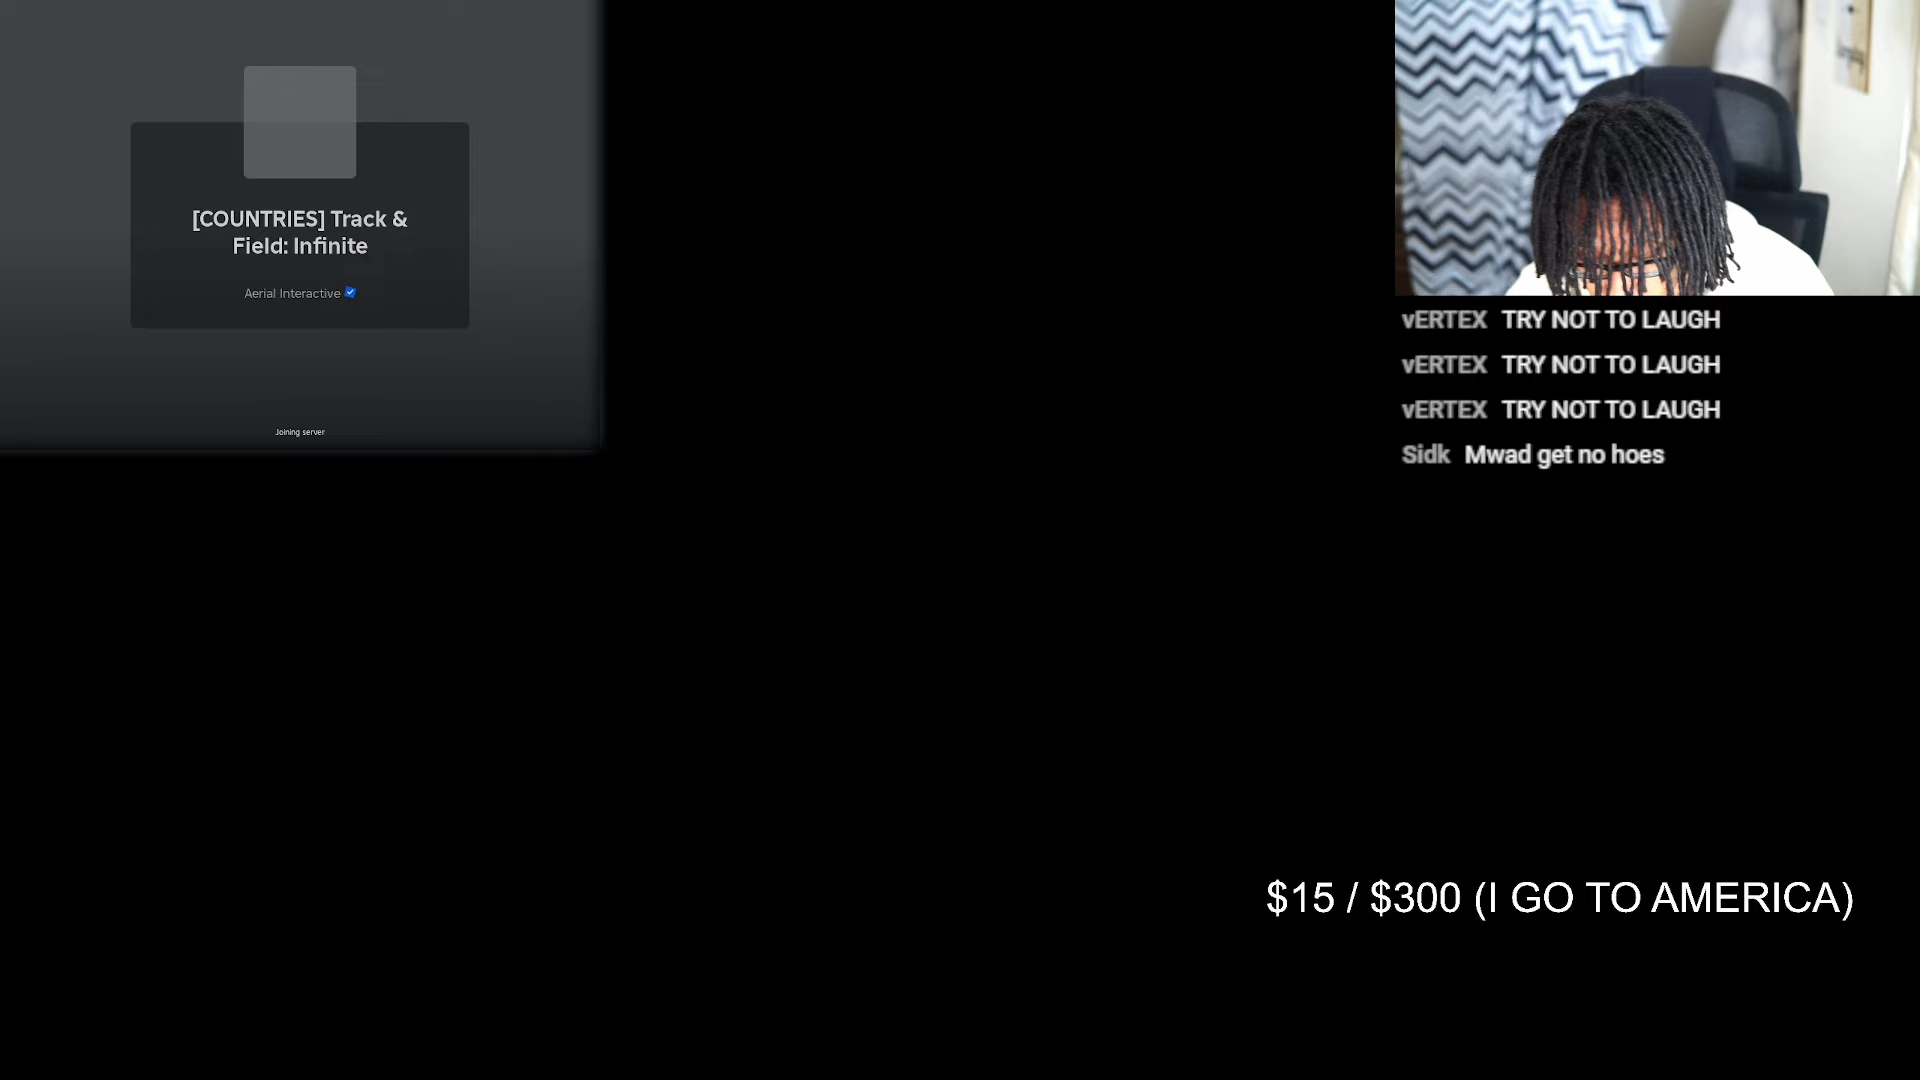 [COUNTRIES] Track &
Field: Infinite
Aerial Interactive
Joining server
vERTEX TRY NOT TO LAUGH
vERTEX TRY NOT TO LAUGH
vERTEX TRY NOT TO LAUGH
Sidk Mwad get no hoes
$15 / $300 (I GO TO AMERICA)